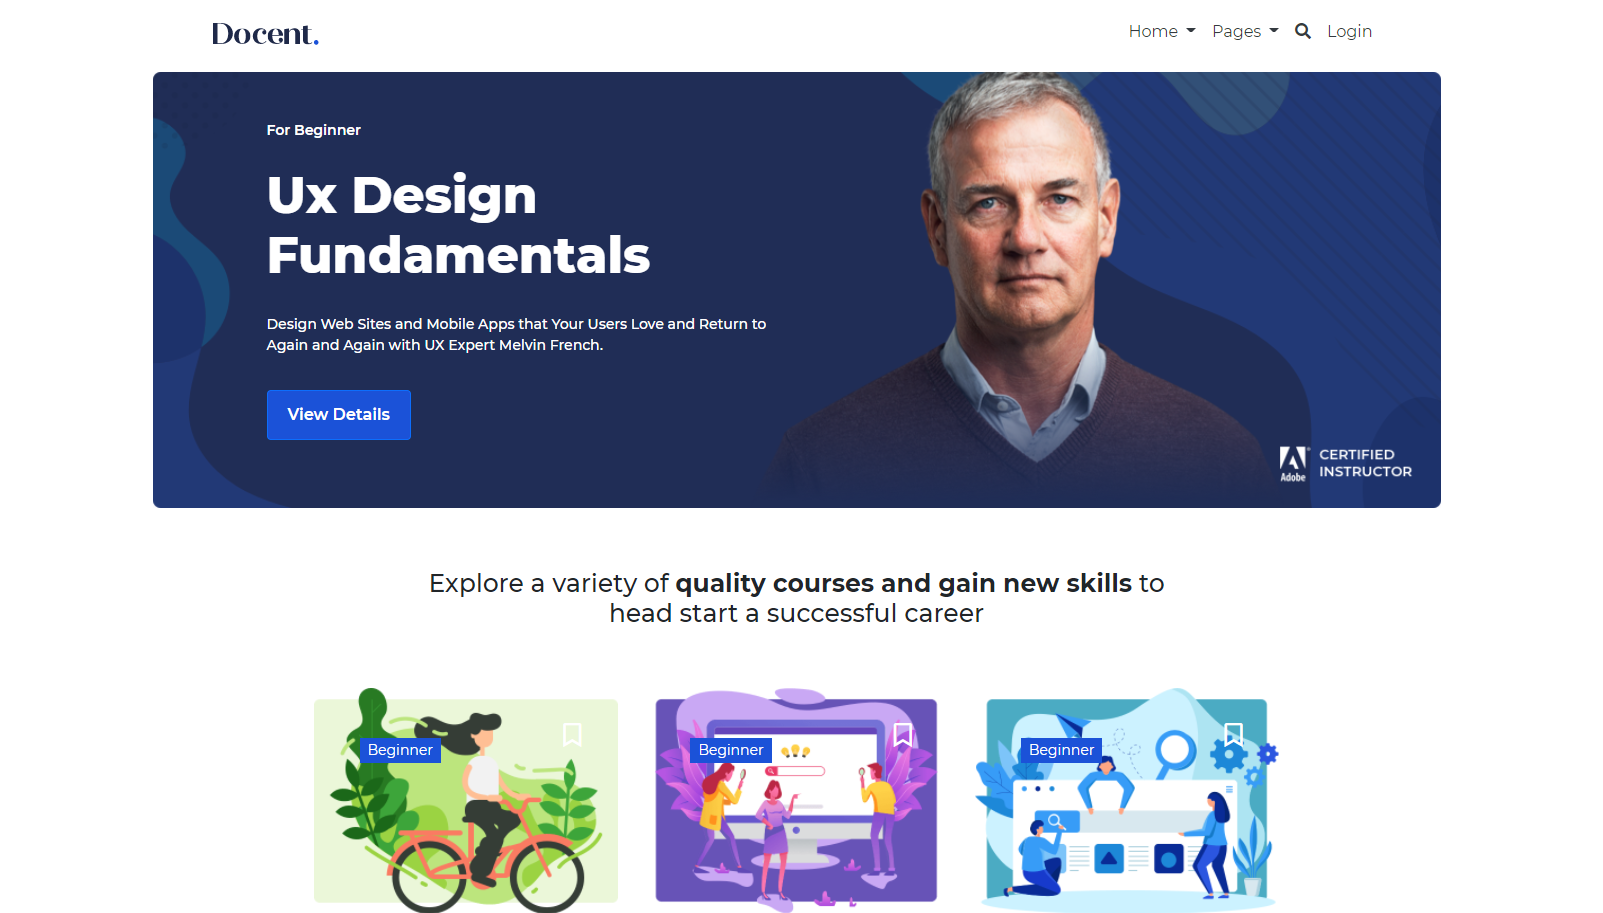 Docent.
Home
Pages
Login
For Beginner
Ux Design
Fundamentals
Design Web Sites and Mobile Apps that Your Users Love and Return to
Again and Again with UX Expert Melvin French.
View Details
Adobe
CERTIFIED
INSTRUCTOR
Explore a variety of quality courses and gain new skills to
head start a successful career
Beginner
Beginner
Beginner